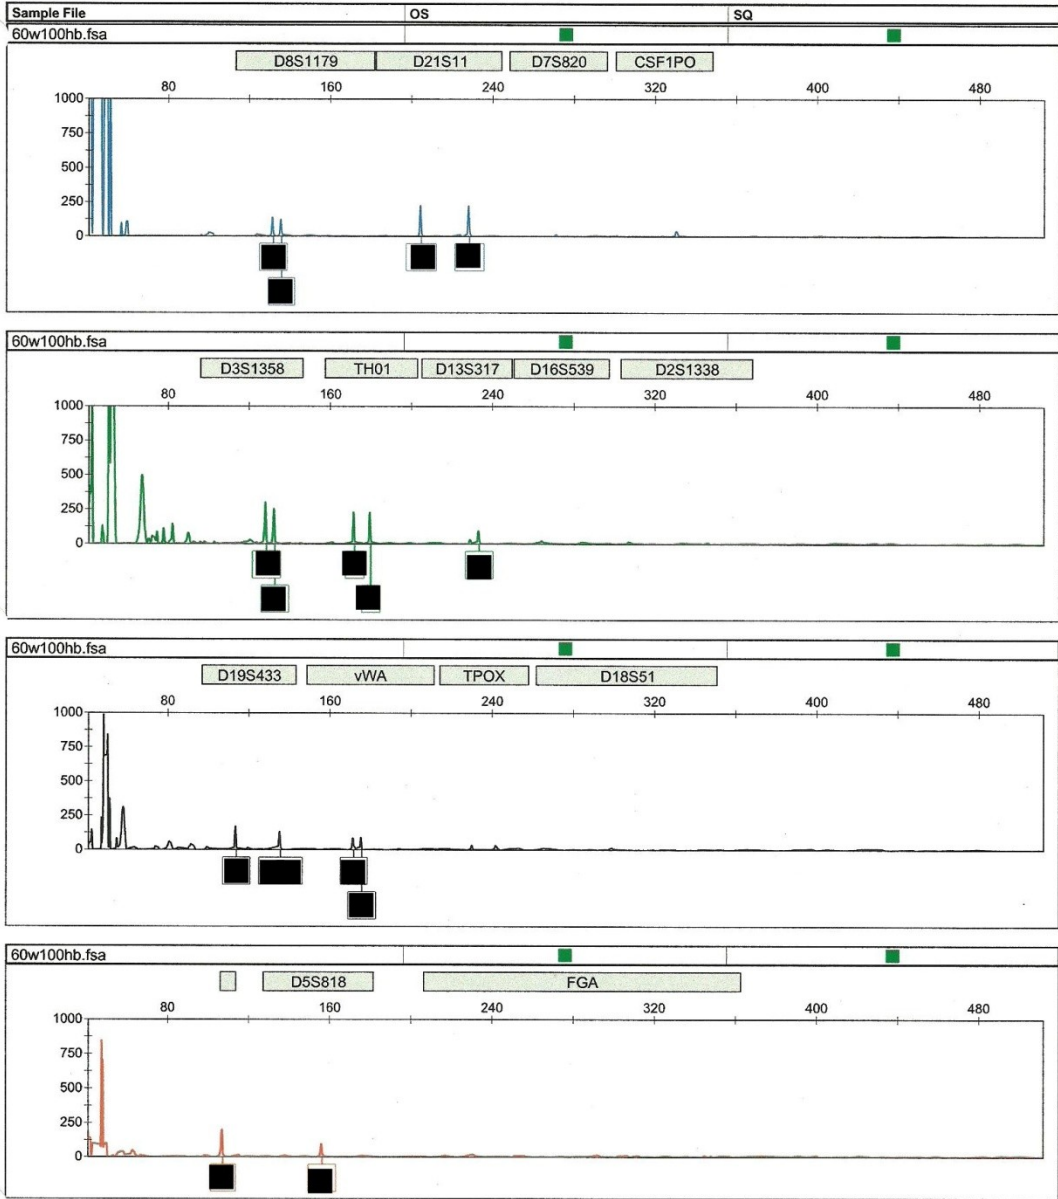 Sample File OS SQ
60w100hb.fsa
D8S1179 D21S11 D7S820 CSF1PO
80 160 240 320 400 480
1000
750
500
250
0
60w100hb.fsa
D3S1358 TH01 D13S317 D16S539 D2S1338
80 160 240 320 400 480
1000
750
500
250
0
60w100hb.fsa
D19S433 vWA TPOX D18S51
80 160 240 320 400 480
1000
750
500
250
0
60w100hb.fsa
D5S818 FGA
80 160 240 320 400 480
1000
750
500
250
0